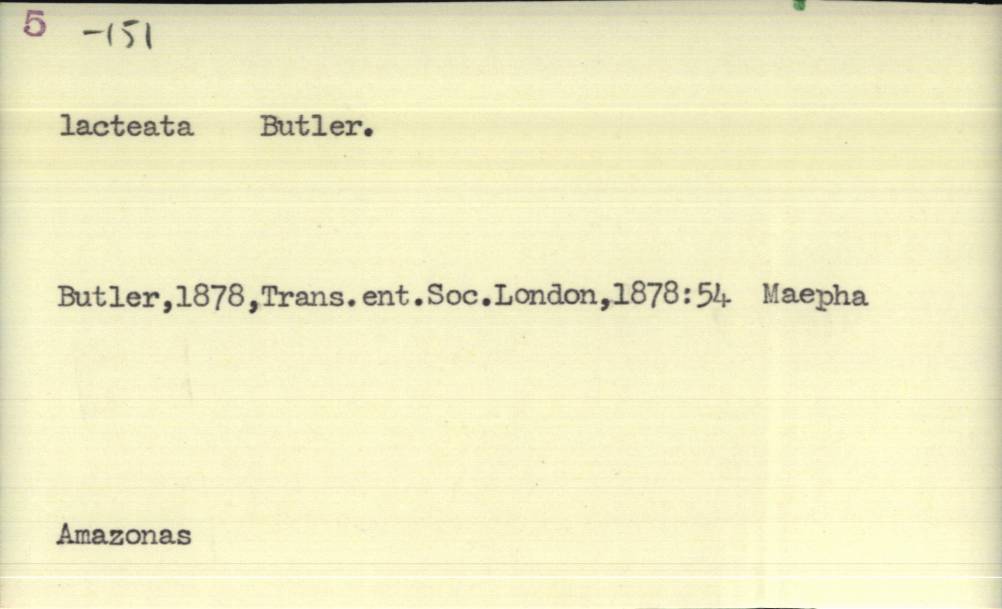 5 -151
lacteata Butler.
Butler,1878,Trans.ent.Soc.London,1878:54 Maepha
Amazonas